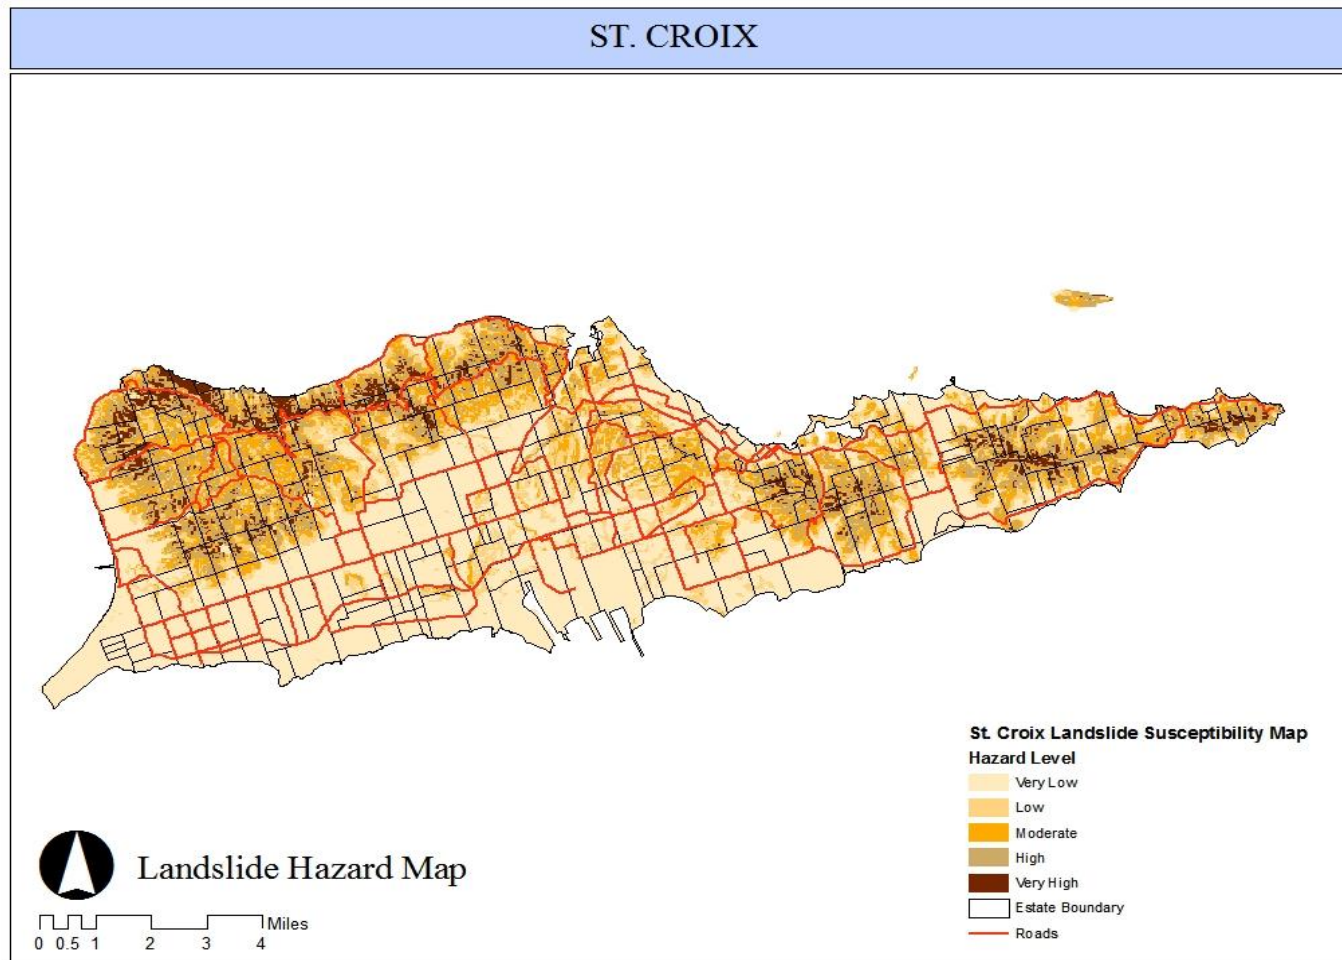 ST. CROIX
St. Croix Landslide Susceptibility Map
Hazard Level
Very Low
Low
Moderate
High
Very High
Estate Boundary
Roads
Landslide Hazard Map
Miles
0 0.5 1 2 3 4